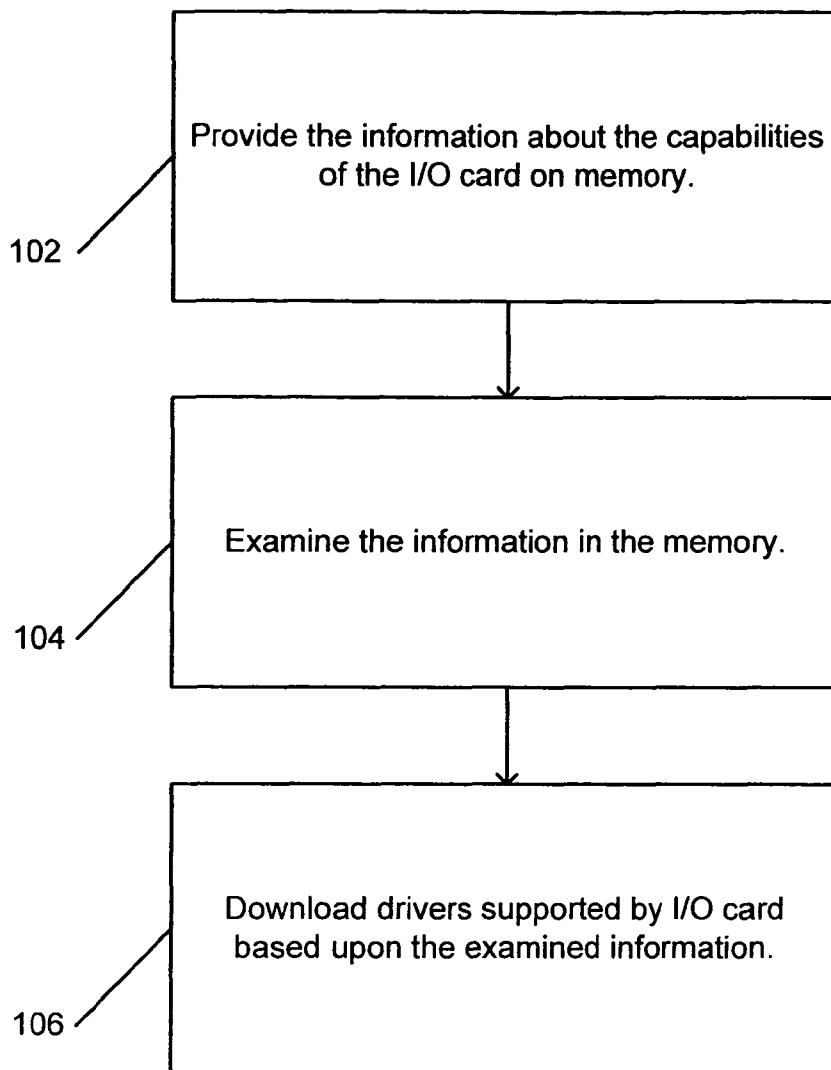 Provide the information about the capabilities
of the I/O card on memory.
102
Examine the information in the memory.
104
Download drivers supported by I/O card
based upon the examined information.
106